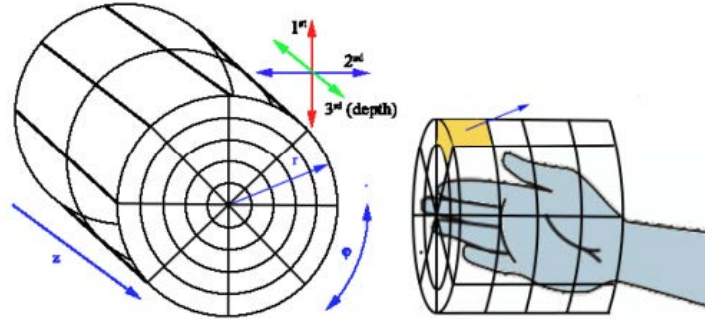 1st
2nd
3rd (depth)
r
z
φ